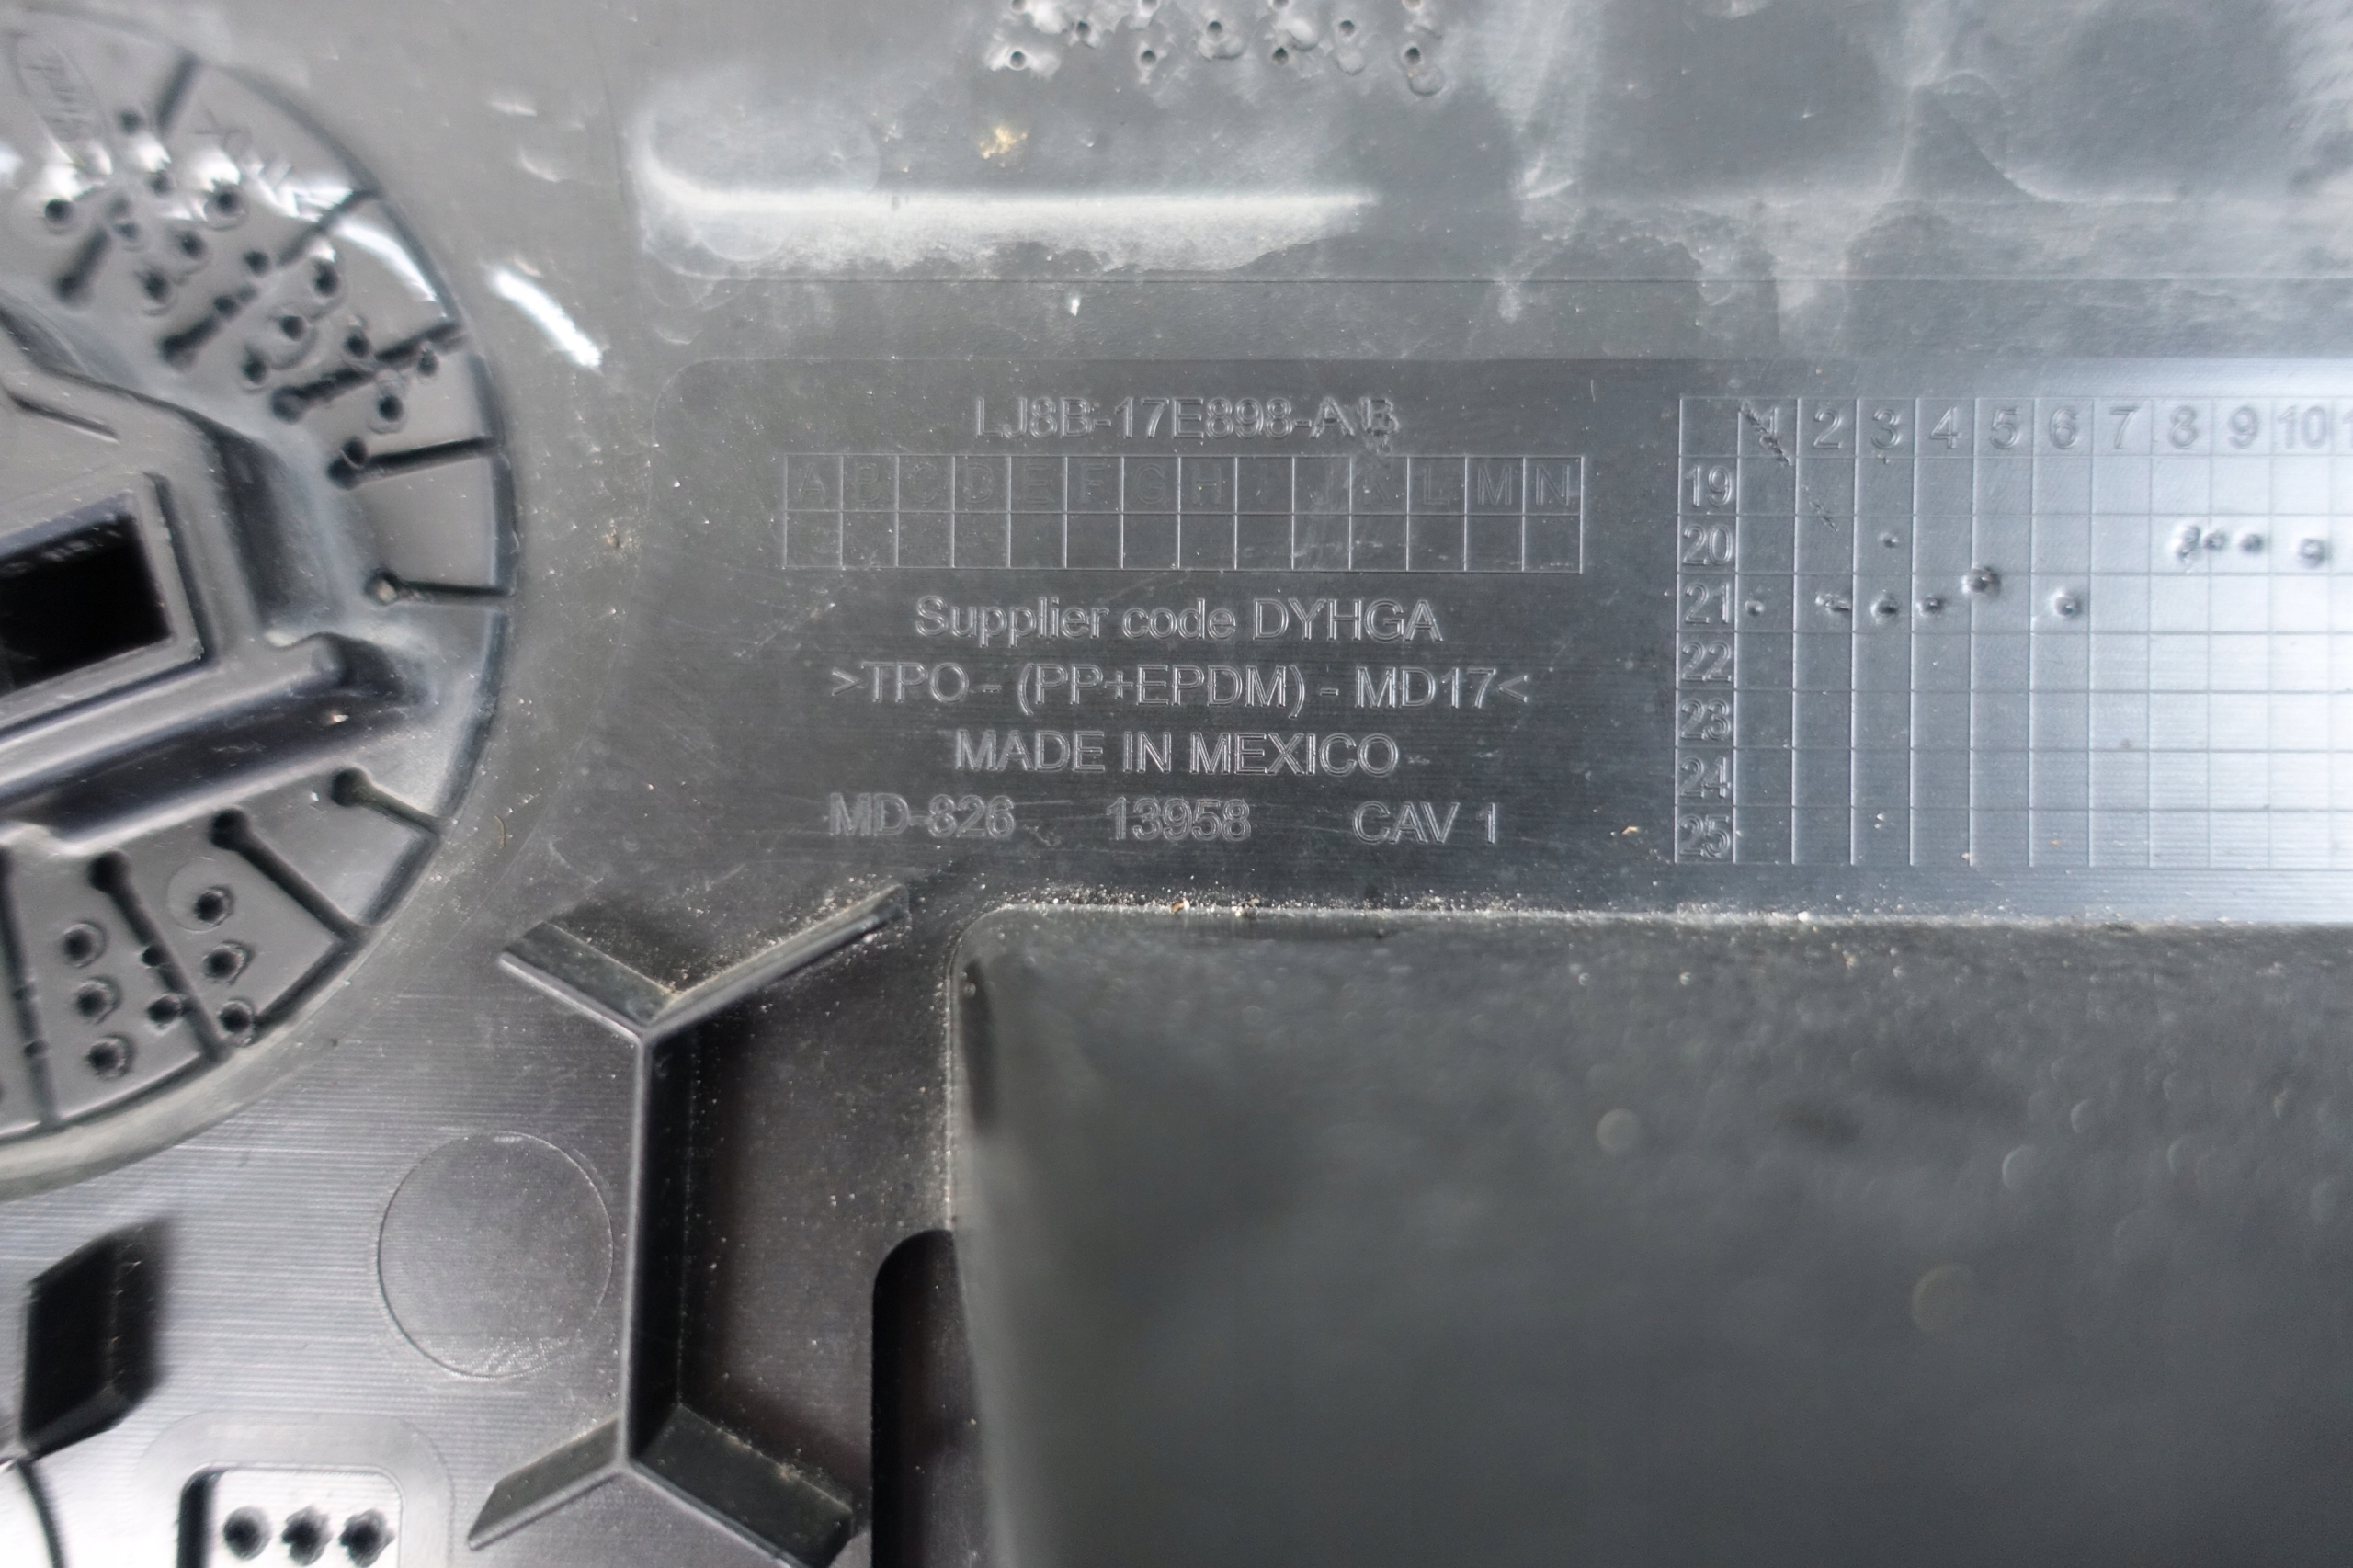 LJ8B-17E898-AB
A B C D E F G H K L M N
Supplier code DYHGA
>TPO - (PP+EPDM) - MD17<
MADE IN MEXICO
MD-826 13958 CAV 1
1 2 3 4 5 6 7 8 9 10
19
20
21
22
23
24
25